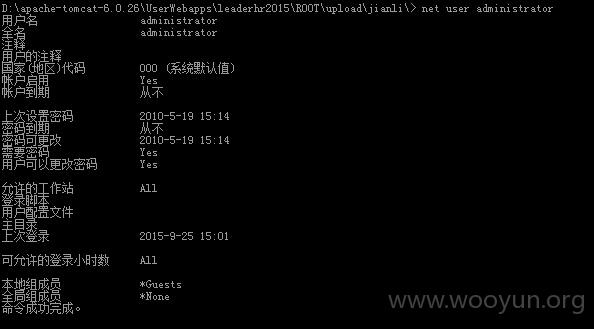 D:\apache-tomcat-6.0.26\UserWebapps\leaderhr2015\ROOT\upload\jianli\> net user administrator
用户名 administrator
全名 administrator
注释
用户的注释
国家(地区)代码 000 (系统默认值)
帐户启用 Yes
帐户到期 从不
上次设置密码 2010-5-19 15:14
密码到期 从不
密码可更改 2010-5-19 15:14
需要密码 Yes
用户可以更改密码 Yes
允许的工作站 All
登录脚本
用户配置文件
主目录
上次登录 2015-9-25 15:01
可允许的登录小时数 All
本地组成员 *Guests
全局组成员 *None
命令成功完成。
www.wooyun.org